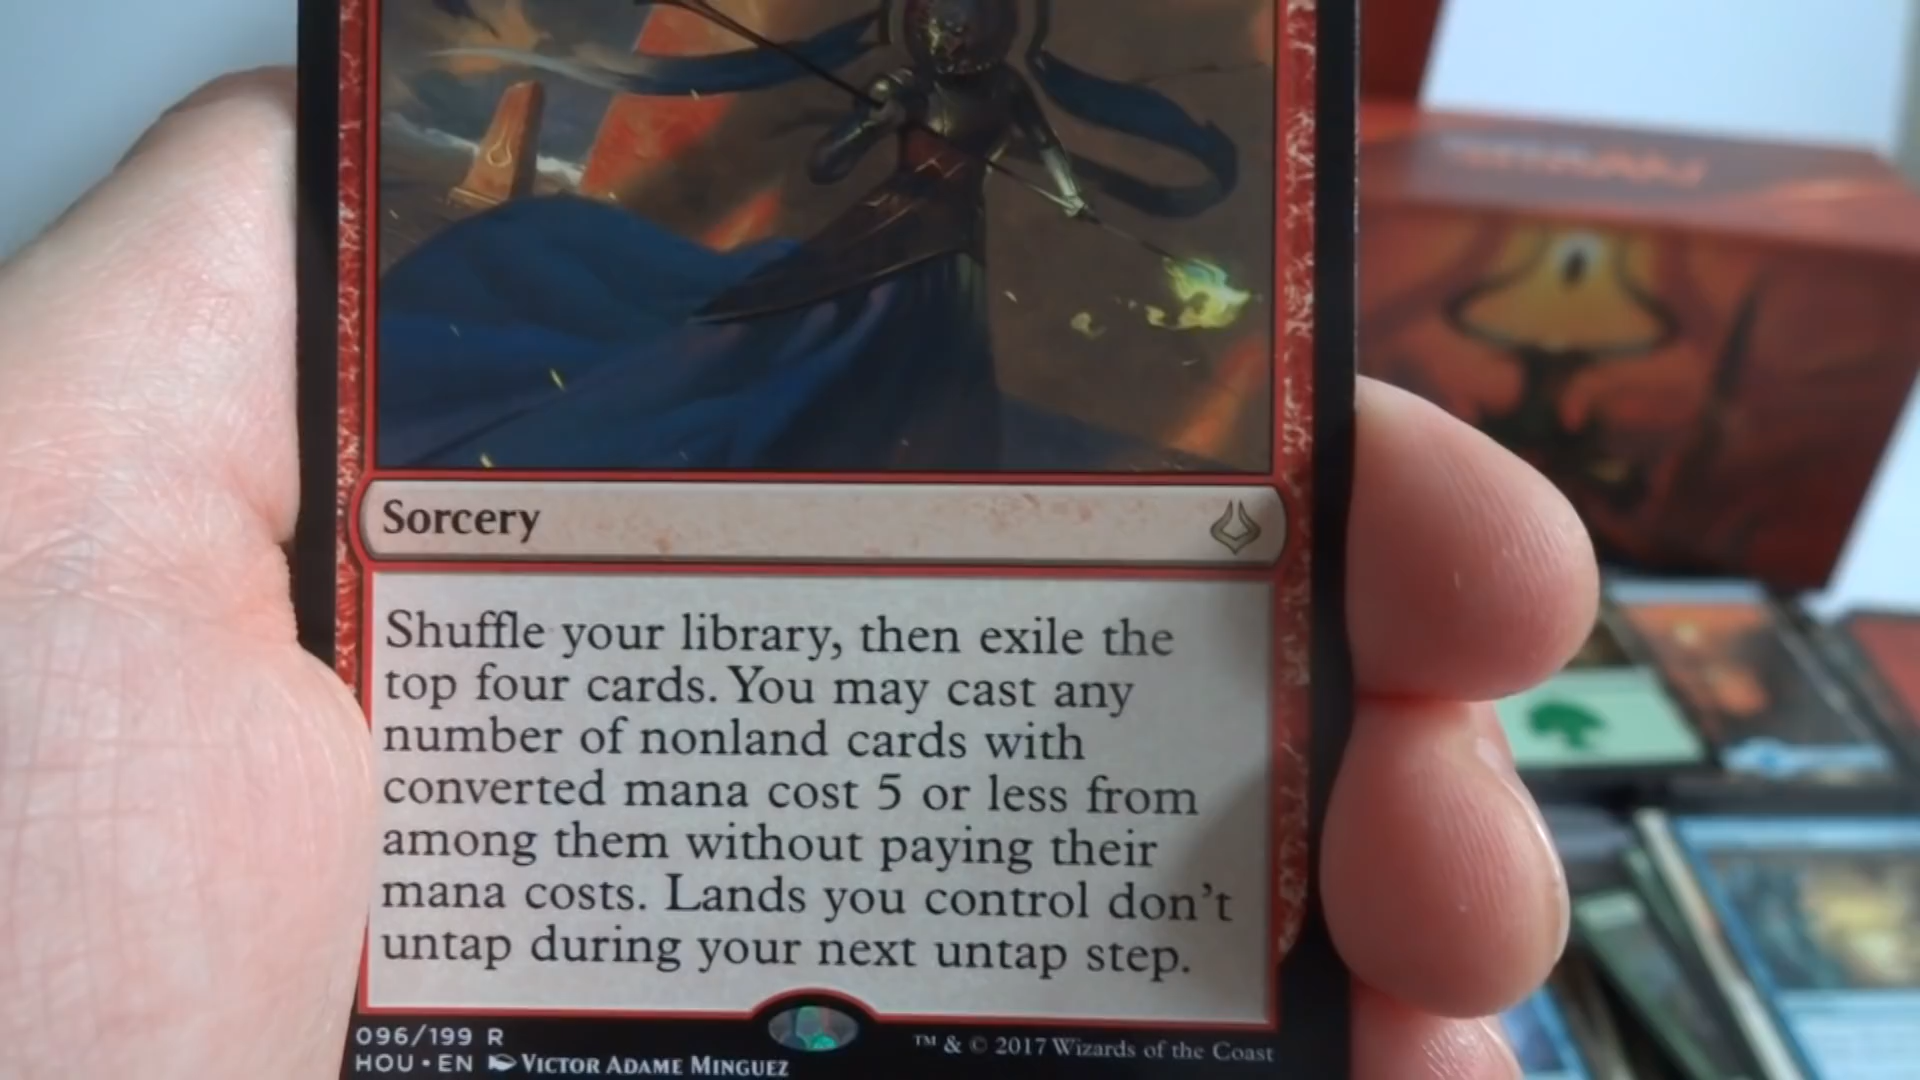 Sorcery
Shuffle your library, then exile the
top four cards. You may cast any
number of nonland cards with
converted mana cost 5 or less from
among them without paying their
mana costs. Lands you control don't
untap during your next untap step.
096/199 R
HOU • EN VICTOR ADAME MINGUEZ
™ & © 2017 Wizards of the Coast